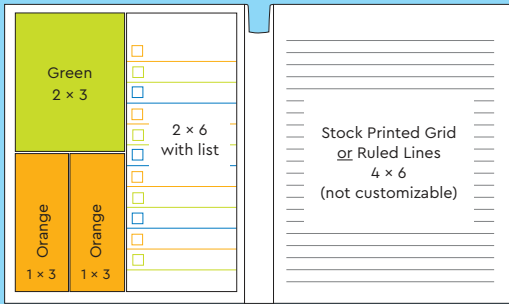 Green
2 × 3
Orange
1 × 3
Orange
1 × 3
2 × 6
with list
Stock Printed Grid
or Ruled Lines
4 × 6
(not customizable)